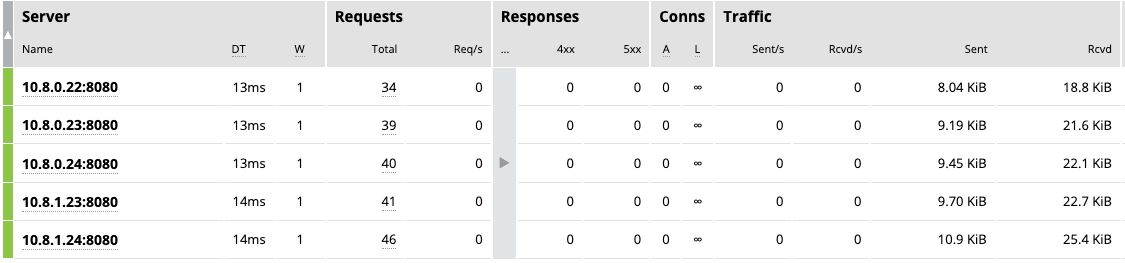 Server Requests Responses Conns Traffic
Name DT W Total Req/s ... 4xx 5xx A L Sent/s Rcvd/s Sent Rcvd
10.8.0.22:8080 13ms 1 34 0 0 0 0 ∞ 0 0 8.04 KiB 18.8 KiB
10.8.0.23:8080 13ms 1 39 0 0 0 0 ∞ 0 0 9.19 KiB 21.6 KiB
10.8.0.24:8080 13ms 1 40 0 0 0 0 ∞ 0 0 9.45 KiB 22.1 KiB
10.8.1.23:8080 14ms 1 41 0 0 0 0 ∞ 0 0 9.70 KiB 22.7 KiB
10.8.1.24:8080 14ms 1 46 0 0 0 0 ∞ 0 0 10.9 KiB 25.4 KiB